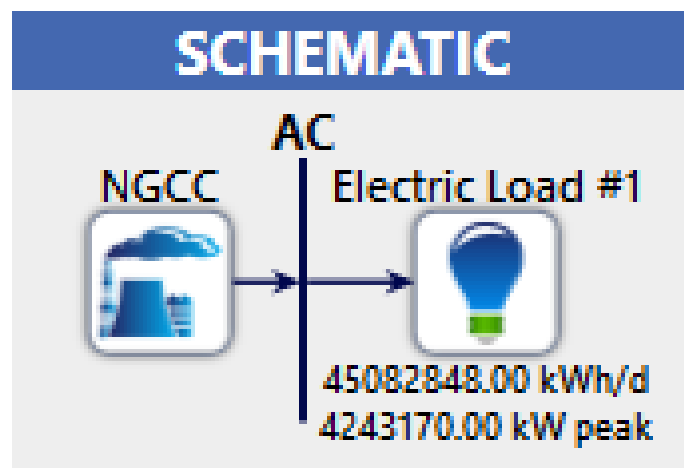 SCHEMATIC
AC
NGCC
Electric Load #1
45082848.00 kWh/d
4243170.00 kW peak